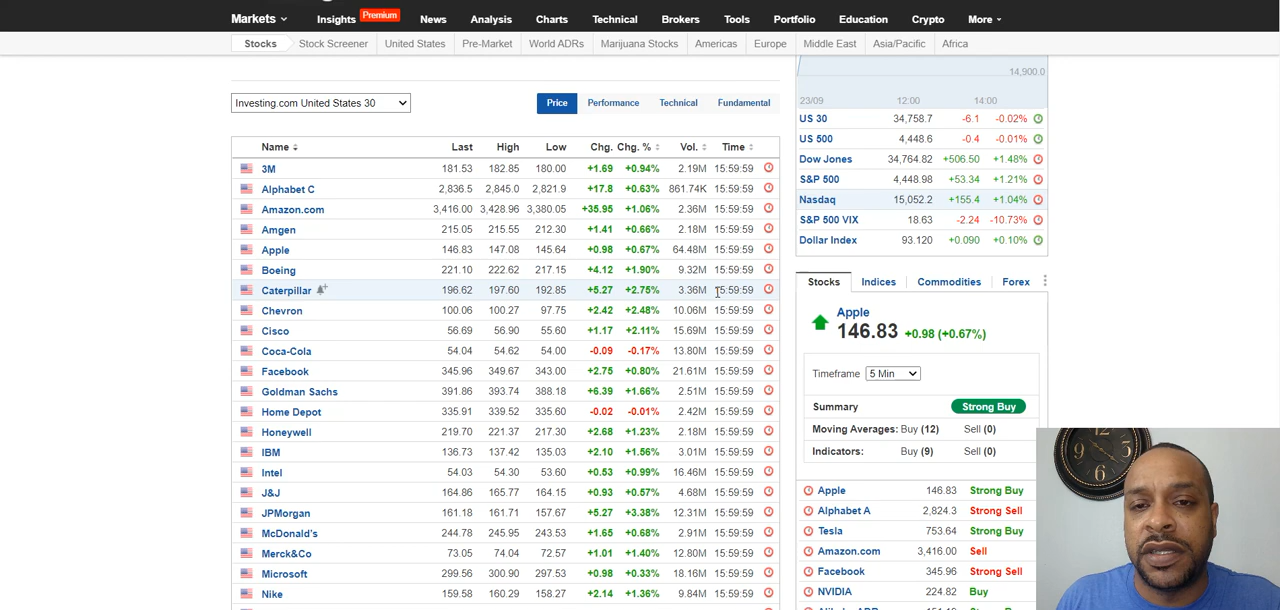 Markets Insights Premium News Analysis Charts Technical Brokers Tools Portfolio Education Crypto More
Stocks Stock Screener United States Pre-Market World ADRs Marijuana Stocks Americas Europe Middle East Asia/Pacific Africa
Investing.com United States 30 Price Performance Technical Fundamental
Name Last High Low Chg. Chg. % Vol. Time
3M 181.53 182.85 180.00 +1.69 +0.94% 2.19M 15:59:59
Alphabet C 2,836.5 2,845.0 2,821.9 +17.8 +0.63% 861.74K 15:59:59
Amazon.com 3,416.00 3,428.96 3,380.05 +35.95 +1.06% 2.36M 15:59:59
Amgen 215.05 215.55 212.30 +1.41 +0.66% 2.18M 15:59:59
Apple 146.83 147.08 145.64 +0.98 +0.67% 64.48M 15:59:59
Boeing 221.10 222.62 217.15 +4.12 +1.90% 9.32M 15:59:59
Caterpillar 196.62 197.60 192.85 +5.27 +2.75% 3.36M 15:59:59
Chevron 100.06 100.27 97.75 +2.42 +2.48% 10.06M 15:59:59
Cisco 56.69 56.90 55.60 +1.17 +2.11% 15.69M 15:59:59
Coca-Cola 54.04 54.62 54.00 -0.09 -0.17% 13.80M 15:59:59
Facebook 345.96 349.67 343.00 +2.75 +0.80% 21.61M 15:59:59
Goldman Sachs 391.86 393.74 388.18 +6.39 +1.66% 2.51M 15:59:59
Home Depot 335.91 339.52 335.66 -0.02 -0.01% 2.42M 15:59:59
Honeywell 219.70 221.37 217.30 +2.68 +1.23% 2.18M 15:59:59
IBM 136.73 137.67 135.03 +2.10 +1.56% 3.01M 15:59:59
Intel 54.03 54.30 53.60 +0.53 +0.99% 16.46M 15:59:59
J&J 164.86 165.77 164.15 +0.93 +0.57% 4.68M 15:59:59
JPMorgan 161.18 161.71 157.67 +5.27 +3.38% 12.31M 15:59:59
McDonald's 244.78 245.95 243.53 +1.65 +0.68% 2.91M 15:59:59
Merck&Co 73.05 74.04 72.57 +1.01 +1.40% 12.80M 15:59:59
Microsoft 299.56 300.90 297.53 +0.98 +0.33% 18.16M 15:59:59
Nike 159.58 160.29 158.27 +2.14 +1.36% 9.84M 15:59:59
14,900.0
23/09 12:00 14:00
US 30 34,758.7 -6.1 -0.02%
US 500 4,448.6 -0.4 -0.01%
Dow Jones 34,764.82 +506.50 +1.48%
S&P 500 4,448.98 +53.34 +1.21%
Nasdaq 15,052.2 +155.4 +1.04%
S&P 500 VIX 18.63 -2.24 -10.73%
Dollar Index 93.120 +0.090 +0.10%
Stocks Indices Commodities Forex
Apple
146.83 +0.98 (+0.67%)
Timeframe 5 Min
Summary Strong Buy
Moving Averages: Buy (12) Sell (0)
Indicators: Buy (9) Sell (0)
Apple 146.83 Strong Buy
Alphabet A 2,824.3 Strong Sell
Tesla 753.64 Strong Buy
Amazon.com 3,416.00 Sell
Facebook 345.96 Strong Sell
NVIDIA 224.82 Buy